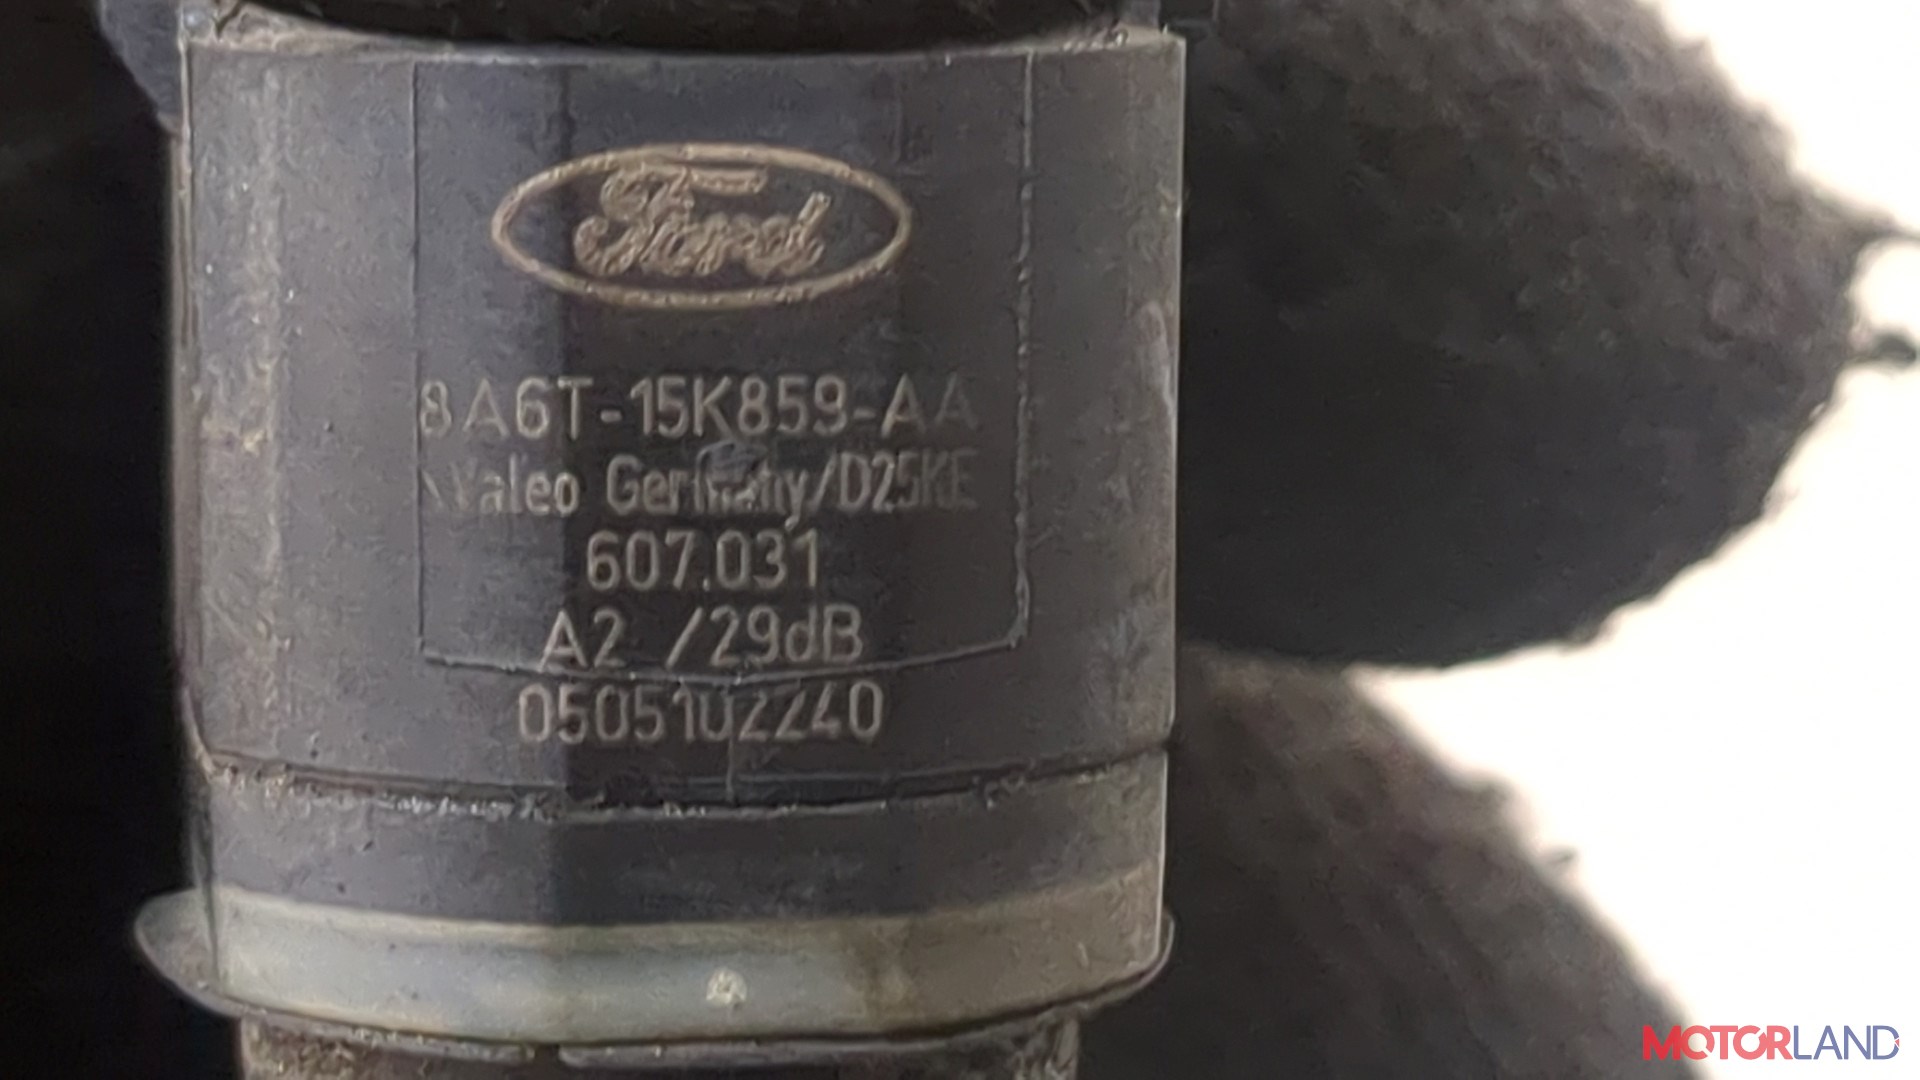 Ford
8A6T-15K859-AA
Valeo Germany/D25KE
607.031
A2 /29dB
0505102240
MOTORLAND